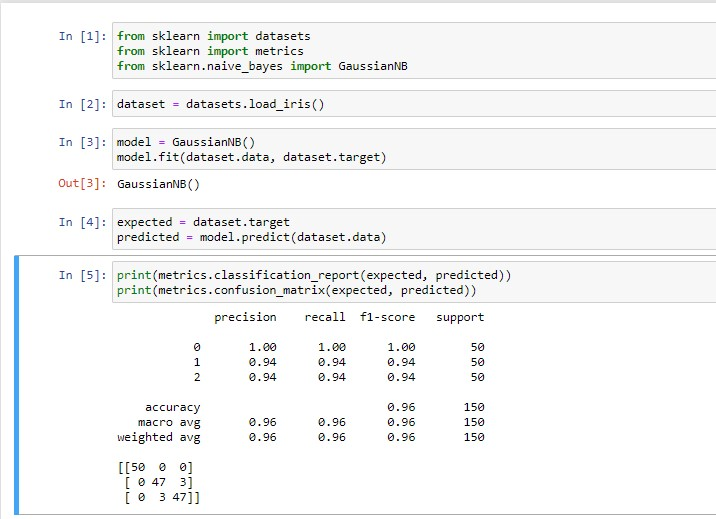 In [1]: from sklearn import datasets
from sklearn import metrics
from sklearn.naive_bayes import GaussianNB
In [2]: dataset = datasets.load_iris()
In [3]: model = GaussianNB()
model.fit(dataset.data, dataset.target)
Out[3]: GaussianNB()
In [4]: expected = dataset.target
predicted = model.predict(dataset.data)
In [5]: print(metrics.classification_report(expected, predicted))
print(metrics.confusion_matrix(expected, predicted))
precision recall f1-score support
0 1.00 1.00 1.00 50
1 0.94 0.94 0.94 50
2 0.94 0.94 0.94 50
accuracy 0.96 150
macro avg 0.96 0.96 0.96 150
weighted avg 0.96 0.96 0.96 150
[[50 0 0]
[ 0 47 3]
[ 0 3 47]]